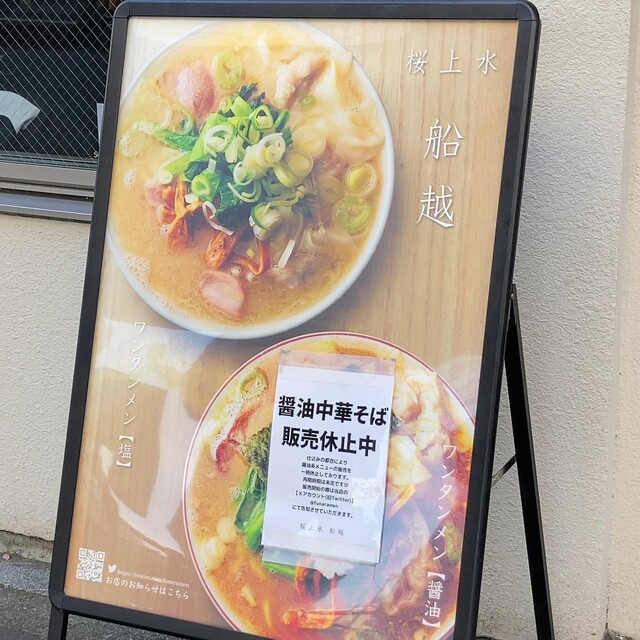 桜上水
船越
ワンタンメン【塩】
醤油中華そば
販売休止中
仕込みの都合により
醤油系メニューの販売を
一時休止しております。
再開時期は未定です
販売開始の際は当店の
【Xアカウント(旧Twitter)】
@funaramen
にて告知させていただきます。
桜上水 船越
ワンタンメン【醤油】
https://twitter.com/funaramen
お店のお知らせはこちら